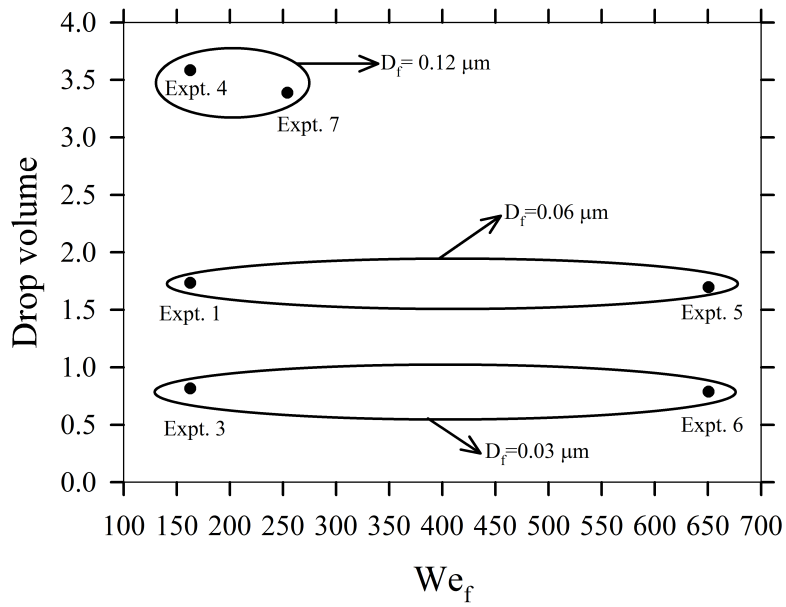 4.0
3.5
3.0
2.5
2.0
1.5
1.0
0.5
0.0
Drop volume
Expt. 4
Expt. 7
Df= 0.12 μm
Df=0.06 μm
Expt. 1
Expt. 5
Expt. 3
Expt. 6
Df=0.03 μm
100 150 200 250 300 350 400 450 500 550 600 650 700
Wef